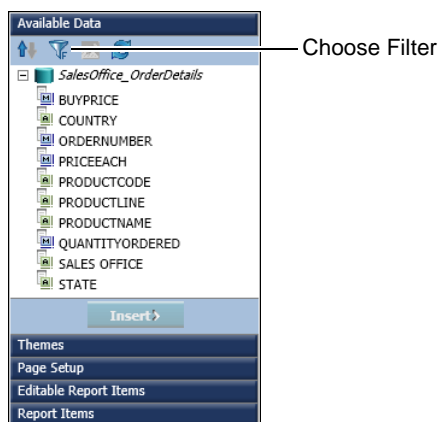 Available Data
Choose Filter
SalesOffice_OrderDetails
BUYPRICE
COUNTRY
ORDERNUMBER
PRICEEACH
PRODUCTCODE
PRODUCTLINE
PRODUCTNAME
QUANTITYORDERED
SALES OFFICE
STATE
Insert
Themes
Page Setup
Editable Report Items
Report Items